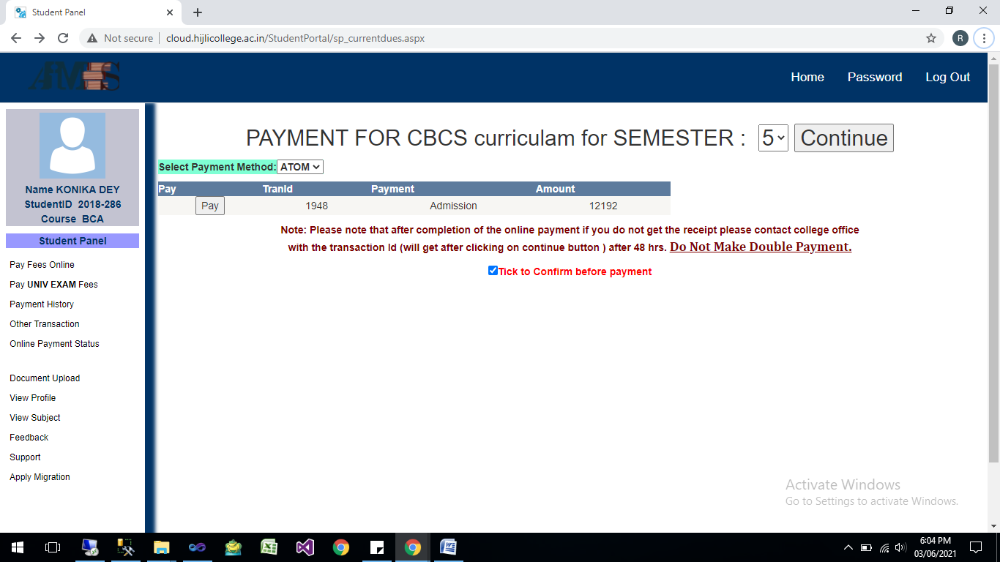 Student Panel
Not secure
cloud.hijlicollege.ac.in/StudentPortal/sp_currentdues.aspx
R
AIMES
Home Password Log Out
Name KONIKA DEY
StudentID 2018-286
Course BCA
Student Panel
Pay Fees Online
Pay UNIV EXAM Fees
Payment History
Other Transaction
Online Payment Status
Document Upload
View Profile
View Subject
Feedback
Support
Apply Migration
PAYMENT FOR CBCS curriculam for SEMESTER : 5 Continue
Select Payment Method: ATOM
Pay TranId Payment Amount
Pay 1948 Admission 12192
Note: Please note that after completion of the online payment if you do not get the receipt please contact college office
with the transaction Id (will get after clicking on continue button ) after 48 hrs. Do Not Make Double Payment.
Tick to Confirm before payment
Activate Windows
Go to Settings to activate Windows.
6:04 PM
03/06/2021